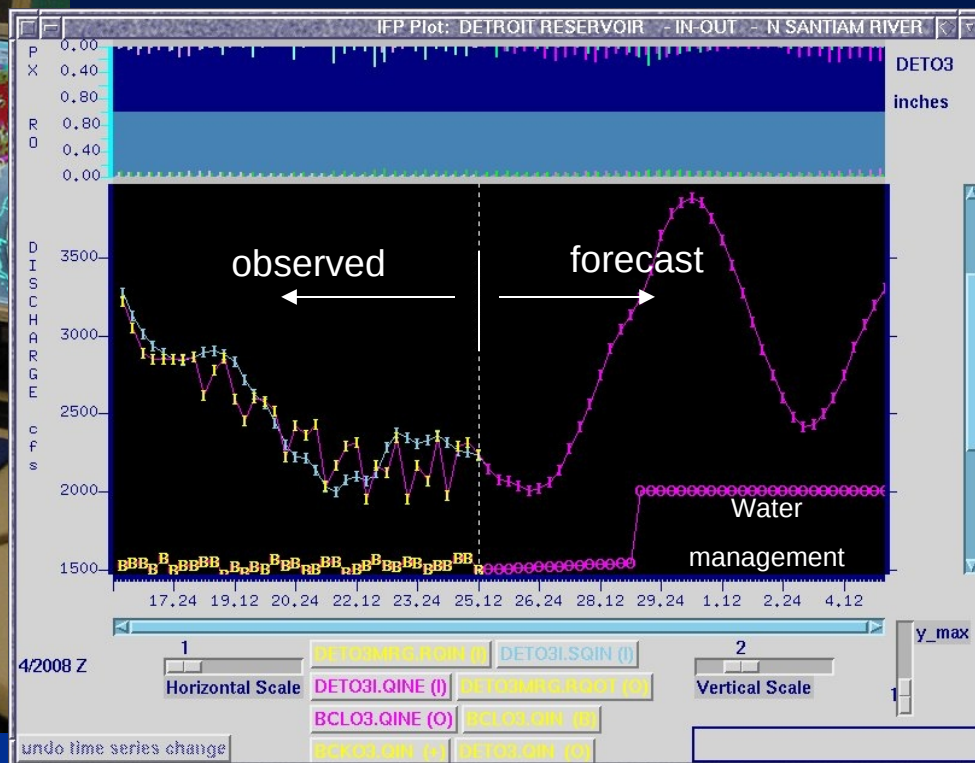 IFP Plot: DETROIT RESERVOIR - IN-OUT - N SANTIAM RIVER
P X
0.00
0.40
0.80
R O
0.80
0.40
0.00
DETO3
inches
DISCHARGE cfs
3500
3000
2500
2000
1500
observed
forecast
Water
management
17.24 19.12 20.24 22.12 23.24 25.12 26.24 28.12 29.24 1.12 2.24 4.12
4/2008 Z
1
Horizontal Scale
DETO3MRG.RQIN (I) DETO3I.SQIN (I)
DETO3I.QINE (I) DETO3MRG.RQOT (O)
BCLO3.QINE (O) BCLO3.QIN (B)
BCKO3.QIN (+) DETO3.QIN (O)
2
Vertical Scale
y_max
1
undo time series change